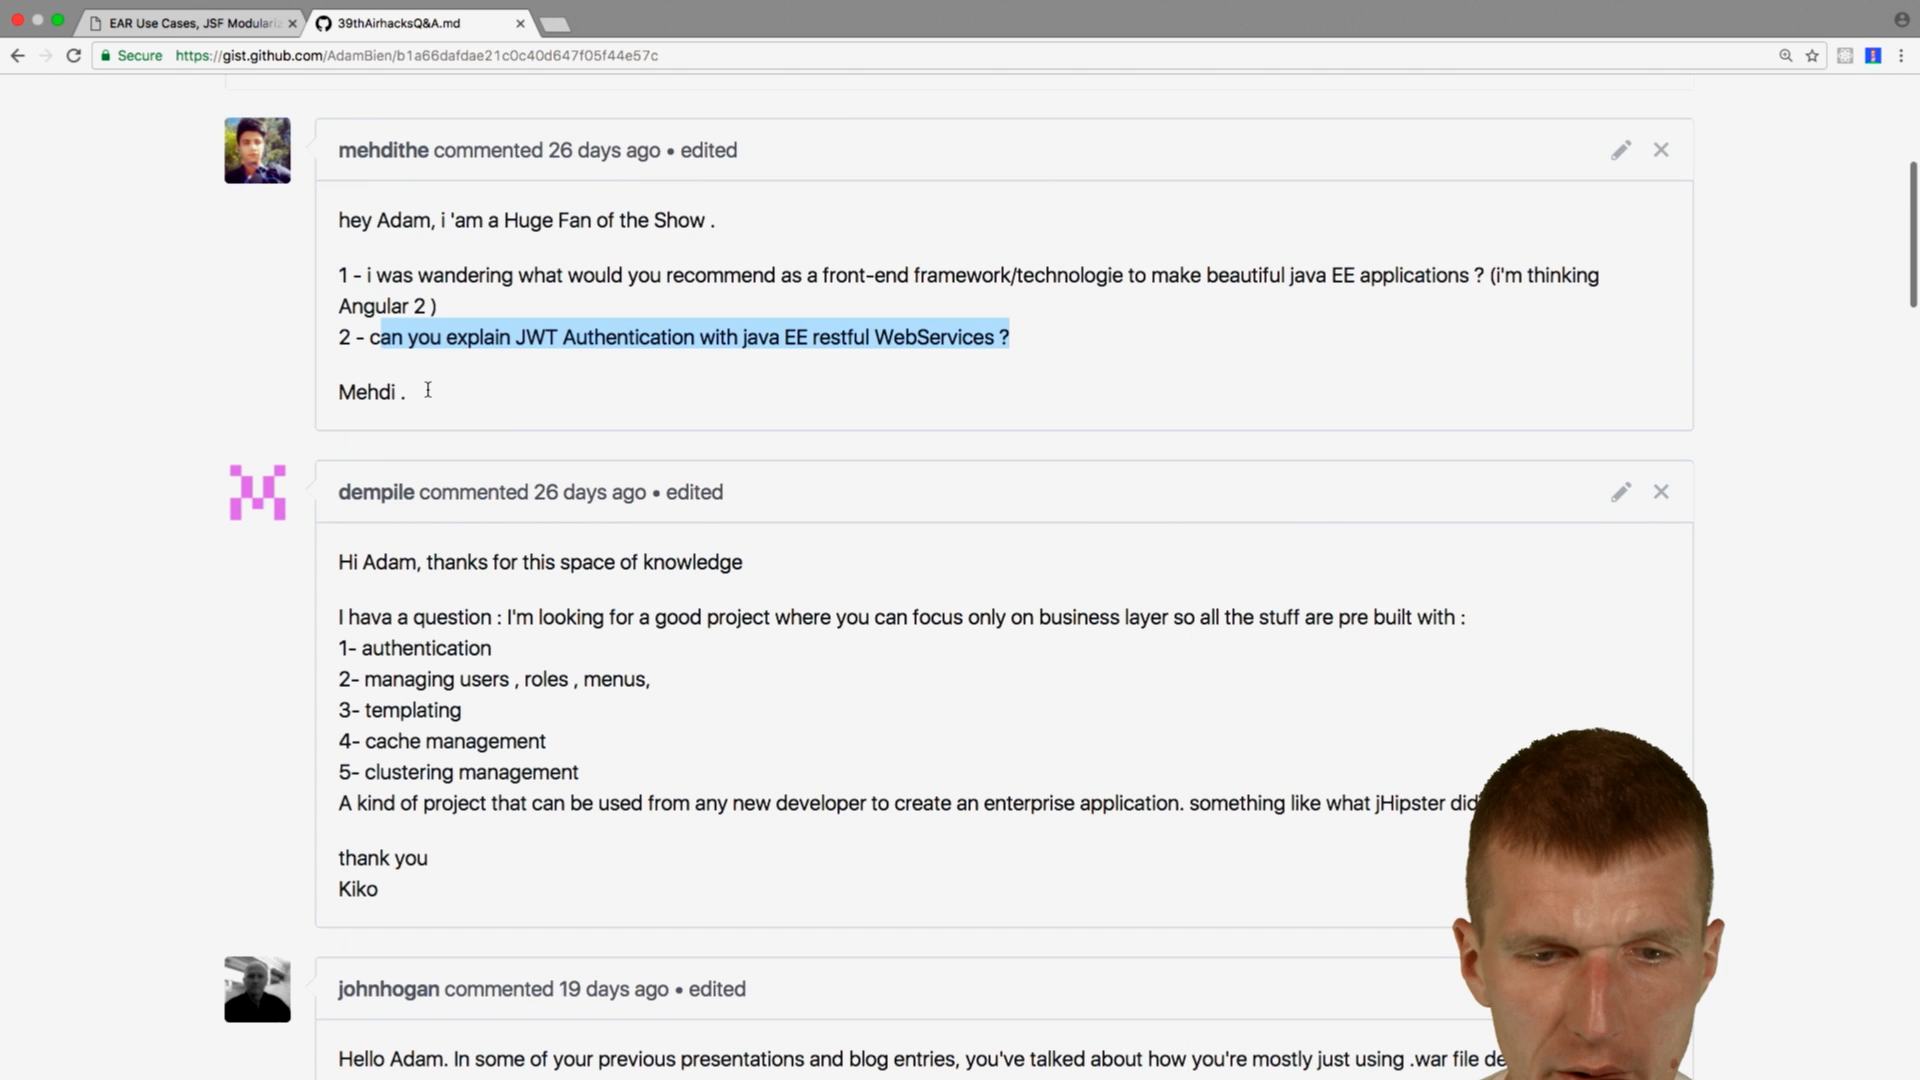 EAR Use Cases, JSF Modulari
39thAirhacksQ&A.md
Secure https://gist.github.com/AdamBien/b1a66dafdae21c0c40d647f05f44e57c
mehdithe commented 26 days ago • edited
hey Adam, i 'am a Huge Fan of the Show .
1 - i was wandering what would you recommend as a front-end framework/technologie to make beautiful java EE applications ? (i'm thinking
Angular 2 )
2 - can you explain JWT Authentication with java EE restful WebServices ?
Mehdi .
dempile commented 26 days ago • edited
Hi Adam, thanks for this space of knowledge
I hava a question : I'm looking for a good project where you can focus only on business layer so all the stuff are pre built with :
1- authentication
2- managing users , roles , menus,
3- templating
4- cache management
5- clustering management
A kind of project that can be used from any new developer to create an enterprise application. something like what jHipster did
thank you
Kiko
johnhogan commented 19 days ago • edited
Hello Adam. In some of your previous presentations and blog entries, you've talked about how you're mostly just using .war file de